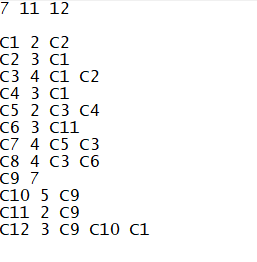 7 11 12

C1 2 C2
C2 3 C1
C3 4 C1 C2
C4 3 C1
C5 2 C3 C4
C6 3 C11
C7 4 C5 C3
C8 4 C3 C6
C9 7
C10 5 C9
C11 2 C9
C12 3 C9 C10 C1